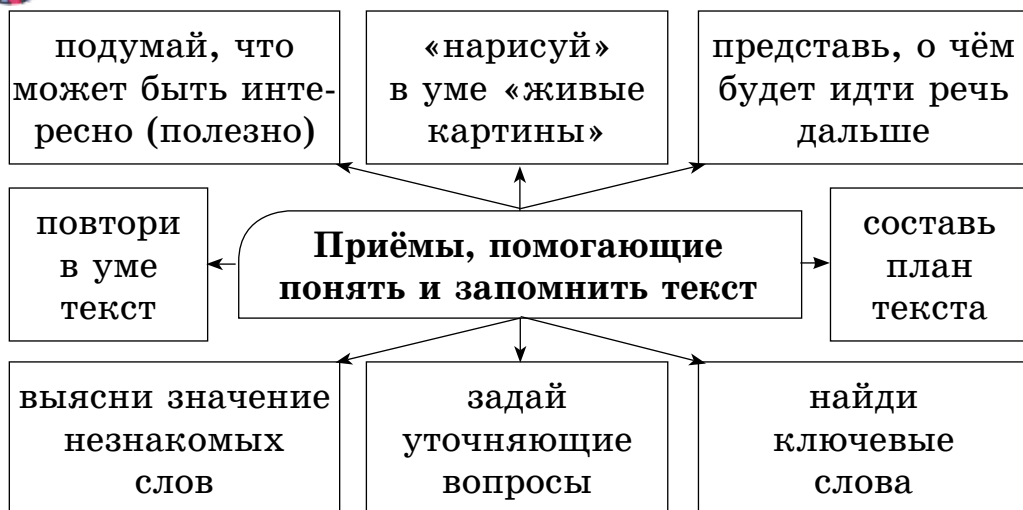 подумай, что
может быть инте-
ресно (полезно)
«нарисуй»
в уме «живые
картины»
представь, о чём
будет идти речь
дальше
повтори
в уме
текст
Приёмы, помогающие
понять и запомнить текст
составь
план
текста
выясни значение
незнакомых
слов
задай
уточняющие
вопросы
найди
ключевые
слова